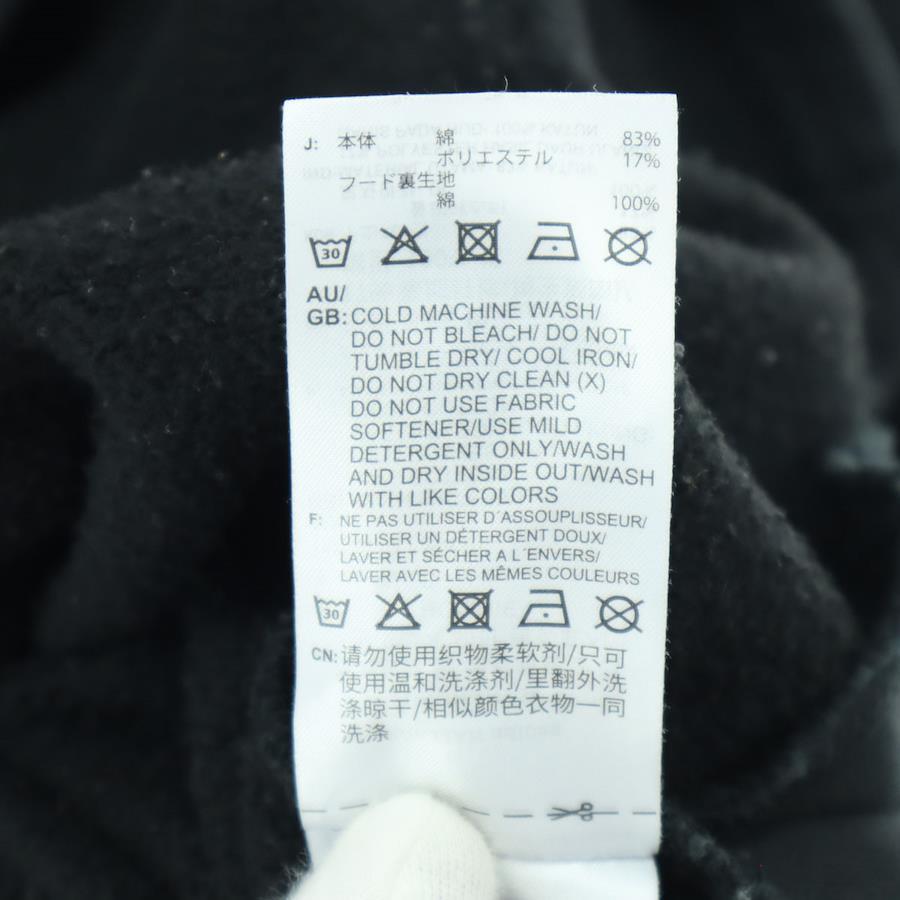 J: 本体 綿 83%
ポリエステル 17%
フード裏生地
綿 100%
30
AU/
GB: COLD MACHINE WASH/
DO NOT BLEACH/ DO NOT
TUMBLE DRY/ COOL IRON/
DO NOT DRY CLEAN (X)
DO NOT USE FABRIC
SOFTENER/USE MILD
DETERGENT ONLY/WASH
AND DRY INSIDE OUT/WASH
WITH LIKE COLORS
F: NE PAS UTILISER D´ASSOUPLISSEUR/
UTILISER UN DÉTERGENT DOUX/
LAVER ET SÉCHER A L´ENVERS/
LAVER AVEC LES MÊMES COULEURS
30
CN: 请勿使用织物柔软剂/只可
使用温和洗涤剂/里翻外洗
涤晾干/相似颜色衣物一同
洗涤